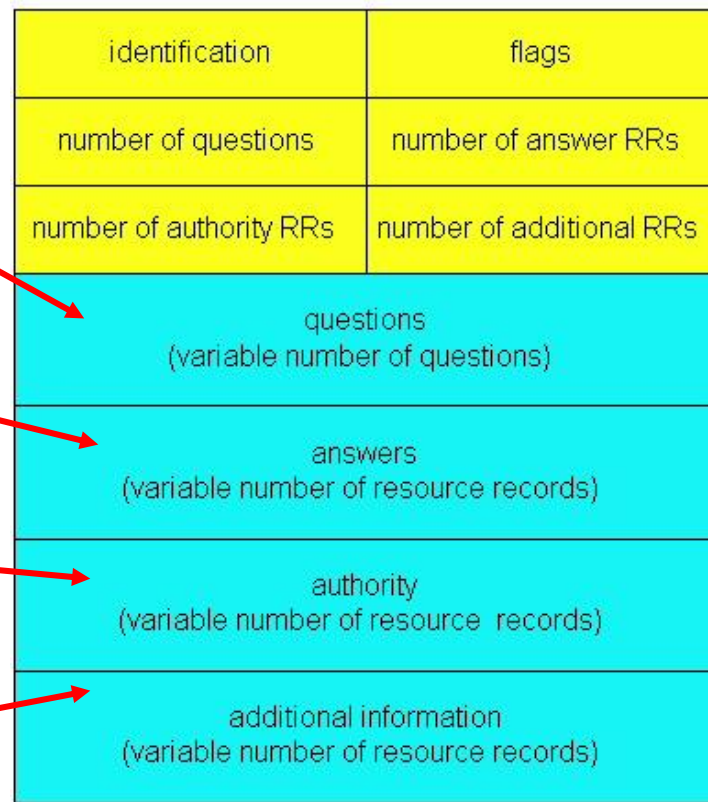 identification
flags
number of questions
number of answer RRs
number of authority RRs
number of additional RRs
questions
(variable number of questions)
answers
(variable number of resource records)
authority
(variable number of resource records)
additional information
(variable number of resource records)